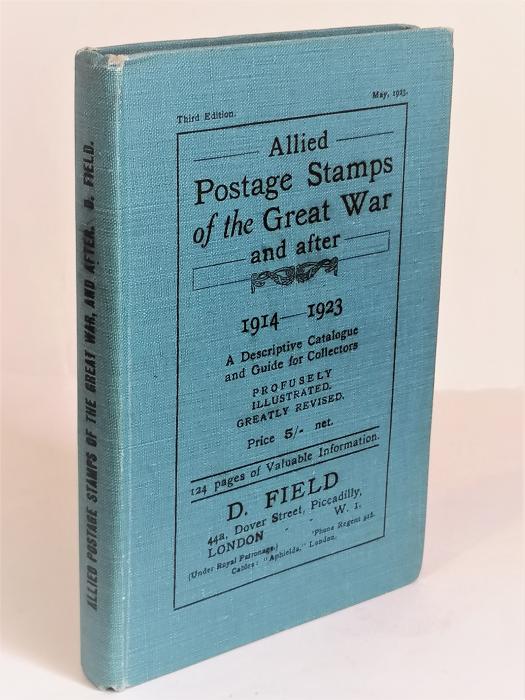 ALLIED POSTAGE STAMPS OF THE GREAT WAR, AND AFTER. D. FIELD.
Third Edition. May, 1923.
Allied
Postage Stamps
of the Great War
and after
1914—1923
A Descriptive Catalogue
and Guide for Collectors
PROFUSELY
ILLUSTRATED.
GREATLY REVISED.
Price 5/- net.
124 pages of Valuable Information.
D. FIELD
44a, Dover Street, Piccadilly,
LONDON - - W. 1.
(Under Royal Patronage.) 'Phone Regent
Cables: "Aphields," London.